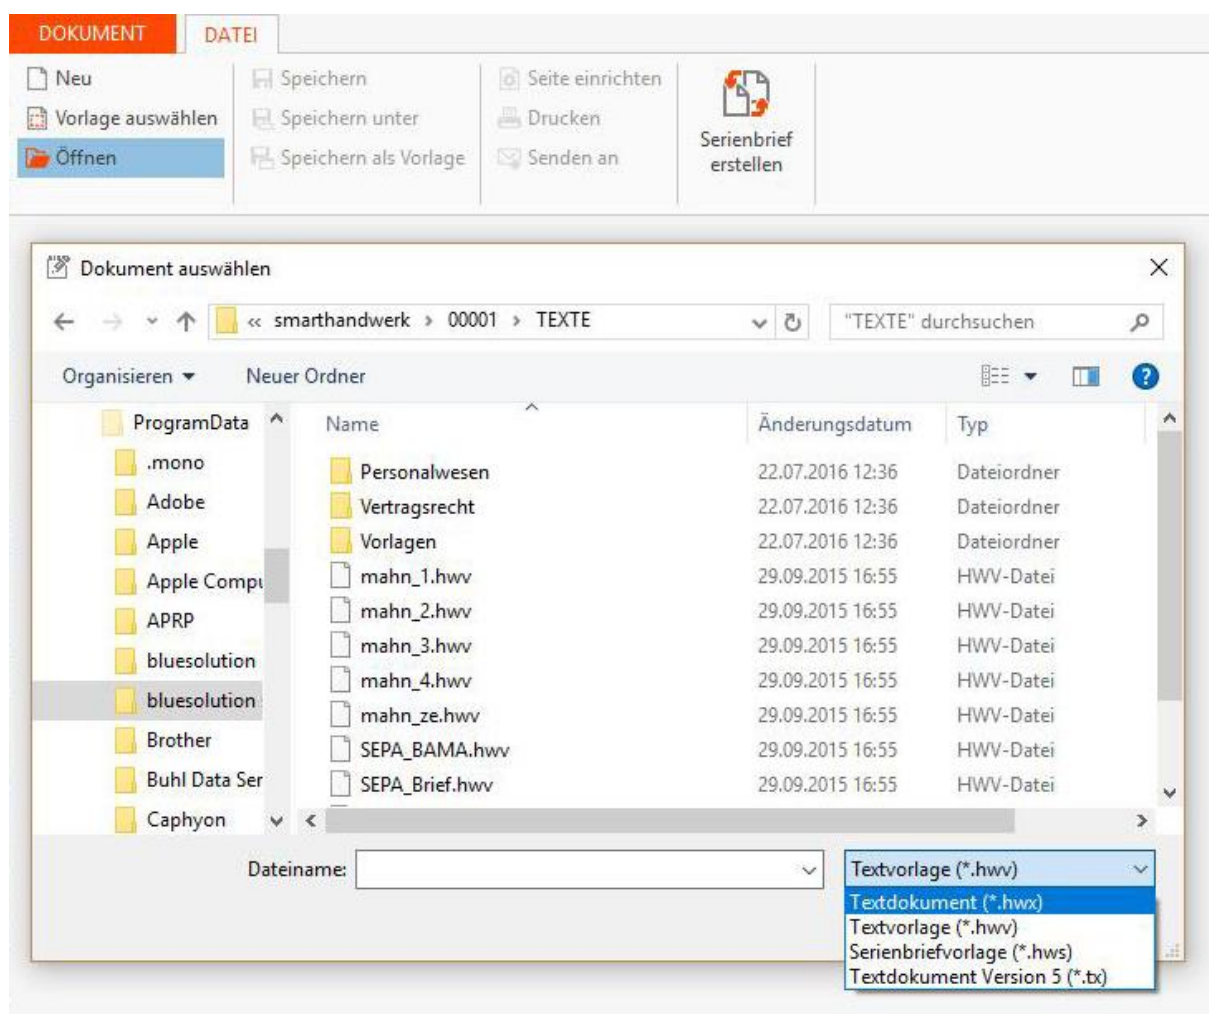 DOKUMENT DATEI
Neu Speichern Seite einrichten
Vorlage auswählen Speichern unter Drucken
Öffnen Speichern als Vorlage Senden an
Serienbrief
erstellen
Dokument auswählen
« smarthandwerk › 00001 › TEXTE "TEXTE" durchsuchen
Organisieren Neuer Ordner ?
ProgramData
.mono
Adobe
Apple
Apple Compu
APRP
bluesolution
bluesolution
Brother
Buhl Data Ser
Caphyon
Name Änderungsdatum Typ
Personalwesen 22.07.2016 12:36 Dateiordner
Vertragsrecht 22.07.2016 12:36 Dateiordner
Vorlagen 22.07.2016 12:36 Dateiordner
mahn_1.hwv 29.09.2015 16:55 HWV-Datei
mahn_2.hwv 29.09.2015 16:55 HWV-Datei
mahn_3.hwv 29.09.2015 16:55 HWV-Datei
mahn_4.hwv 29.09.2015 16:55 HWV-Datei
mahn_ze.hwv 29.09.2015 16:55 HWV-Datei
SEPA_BAMA.hwv 29.09.2015 16:55 HWV-Datei
SEPA_Brief.hwv 29.09.2015 16:55 HWV-Datei
Dateiname: Textvorlage (*.hwv)
Textdokument (*.hwx)
Textvorlage (*.hwv)
Serienbriefvorlage (*.hws)
Textdokument Version 5 (*.tx)